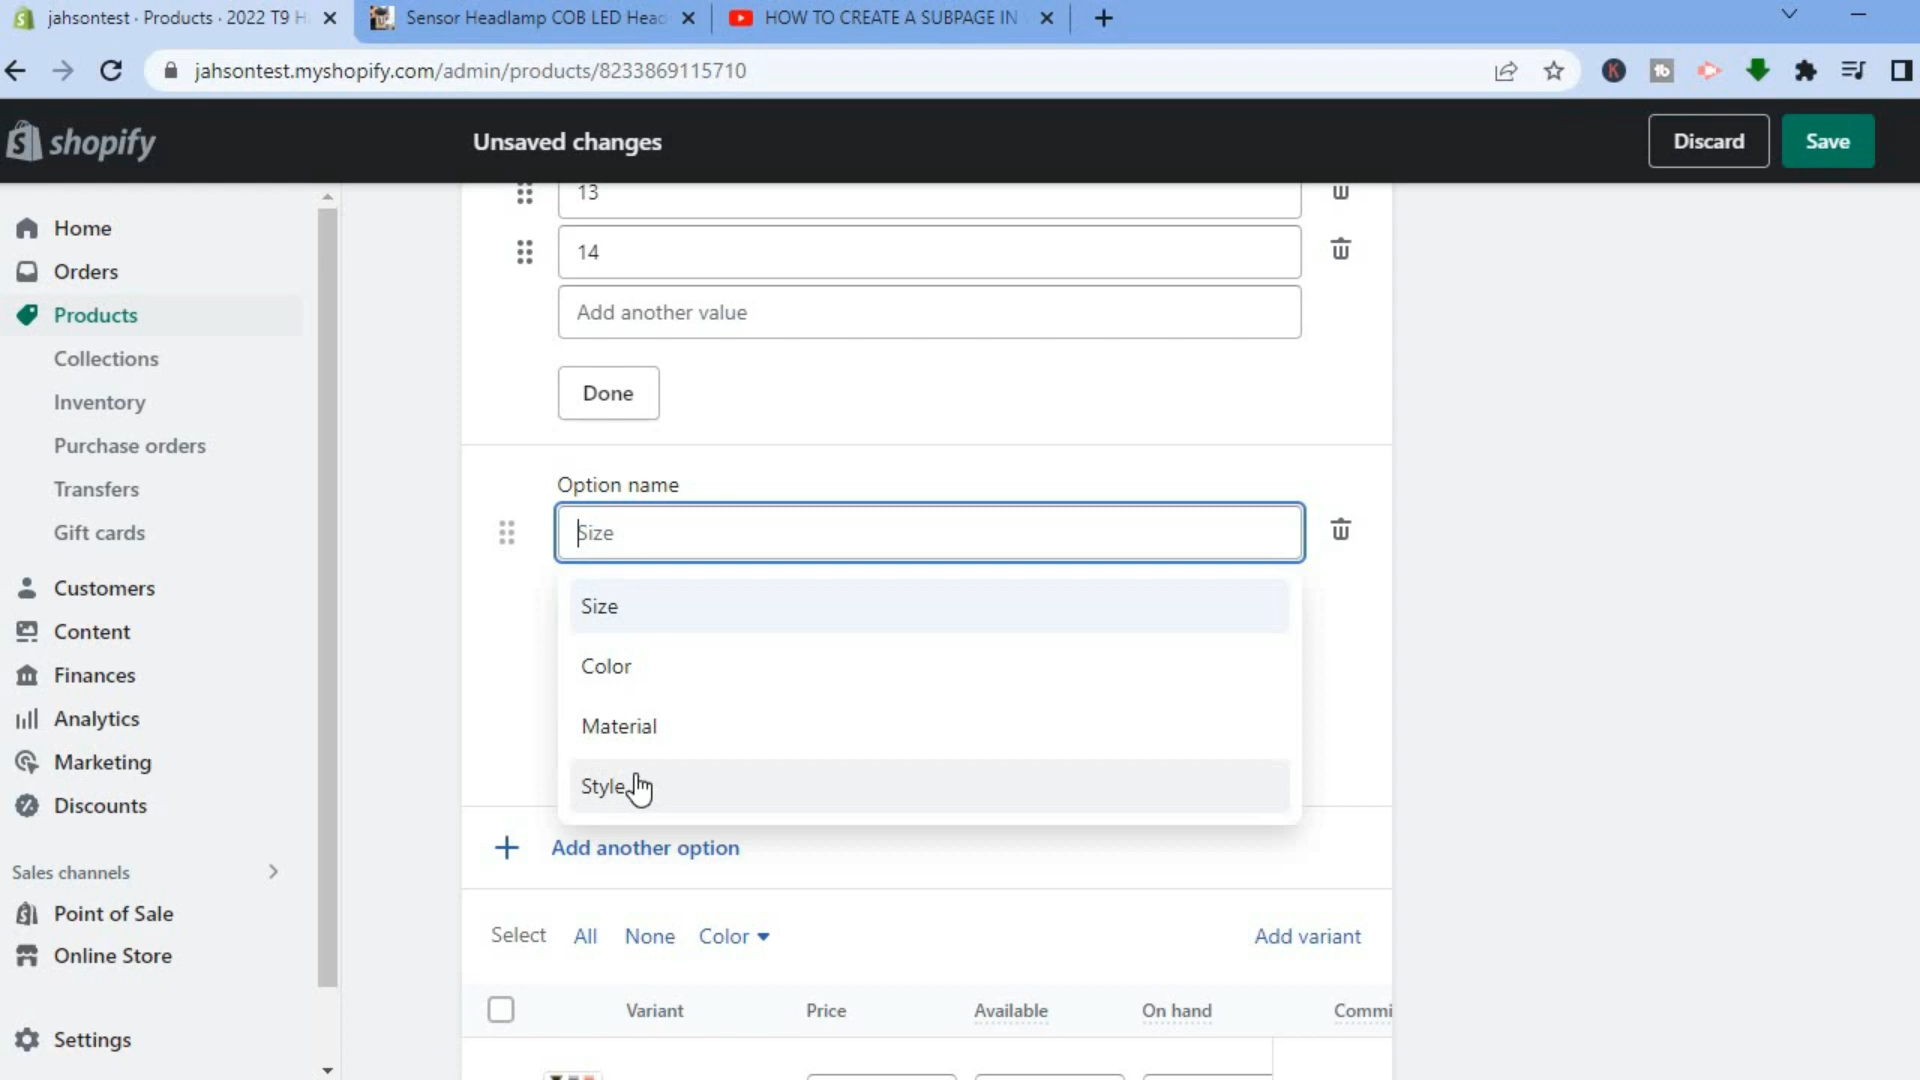 jahsontest · Products · 2022 T9 H
Sensor Headlamp COB LED Head
HOW TO CREATE A SUBPAGE IN
jahsontest.myshopify.com/admin/products/8233869115710
shopify
Unsaved changes
Discard
Save
Home
Orders
Products
Collections
Inventory
Purchase orders
Transfers
Gift cards
Customers
Content
Finances
Analytics
Marketing
Discounts
Sales channels
Point of Sale
Online Store
Settings
13
14
Add another value
Done
Option name
Size
Size
Color
Material
Style
Add another option
Select All None Color
Add variant
Variant Price Available On hand Commi